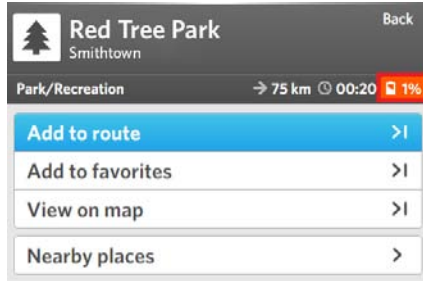 Red Tree Park
Back
Smithtown
Park/Recreation 75 km 00:20 1%
Add to route
Add to favorites
View on map
Nearby places